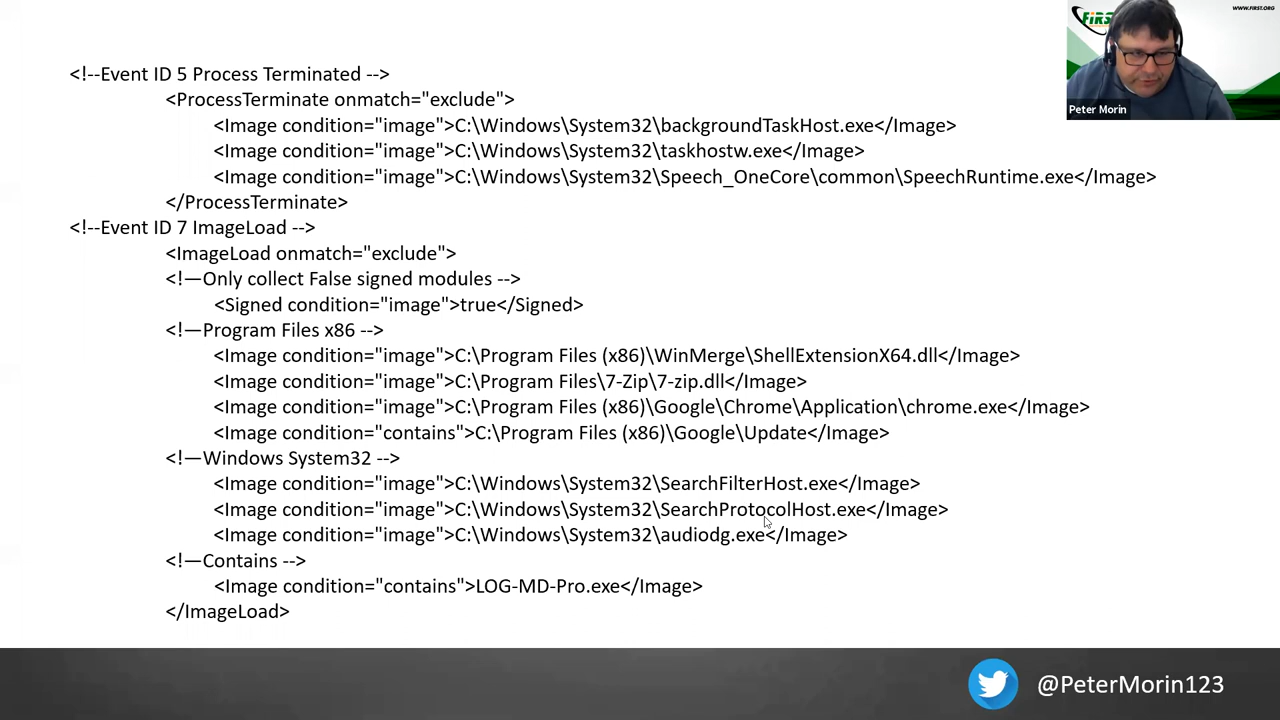 WWW.FIRST.ORG
FiRS
Peter Morin
<!--Event ID 5 Process Terminated -->
<ProcessTerminate onmatch="exclude">
<Image condition="image">C:\Windows\System32\backgroundTaskHost.exe</Image>
<Image condition="image">C:\Windows\System32\taskhostw.exe</Image>
<Image condition="image">C:\Windows\System32\Speech_OneCore\common\SpeechRuntime.exe</Image>
</ProcessTerminate>
<!--Event ID 7 ImageLoad -->
<ImageLoad onmatch="exclude">
<!—Only collect False signed modules -->
<Signed condition="image">true</Signed>
<!—Program Files x86 -->
<Image condition="image">C:\Program Files (x86)\WinMerge\ShellExtensionX64.dll</Image>
<Image condition="image">C:\Program Files\7-Zip\7-zip.dll</Image>
<Image condition="image">C:\Program Files (x86)\Google\Chrome\Application\chrome.exe</Image>
<Image condition="contains">C:\Program Files (x86)\Google\Update</Image>
<!—Windows System32 -->
<Image condition="image">C:\Windows\System32\SearchFilterHost.exe</Image>
<Image condition="image">C:\Windows\System32\SearchProtocolHost.exe</Image>
<Image condition="image">C:\Windows\System32\audiodg.exe</Image>
<!—Contains -->
<Image condition="contains">LOG-MD-Pro.exe</Image>
</ImageLoad>
@PeterMorin123